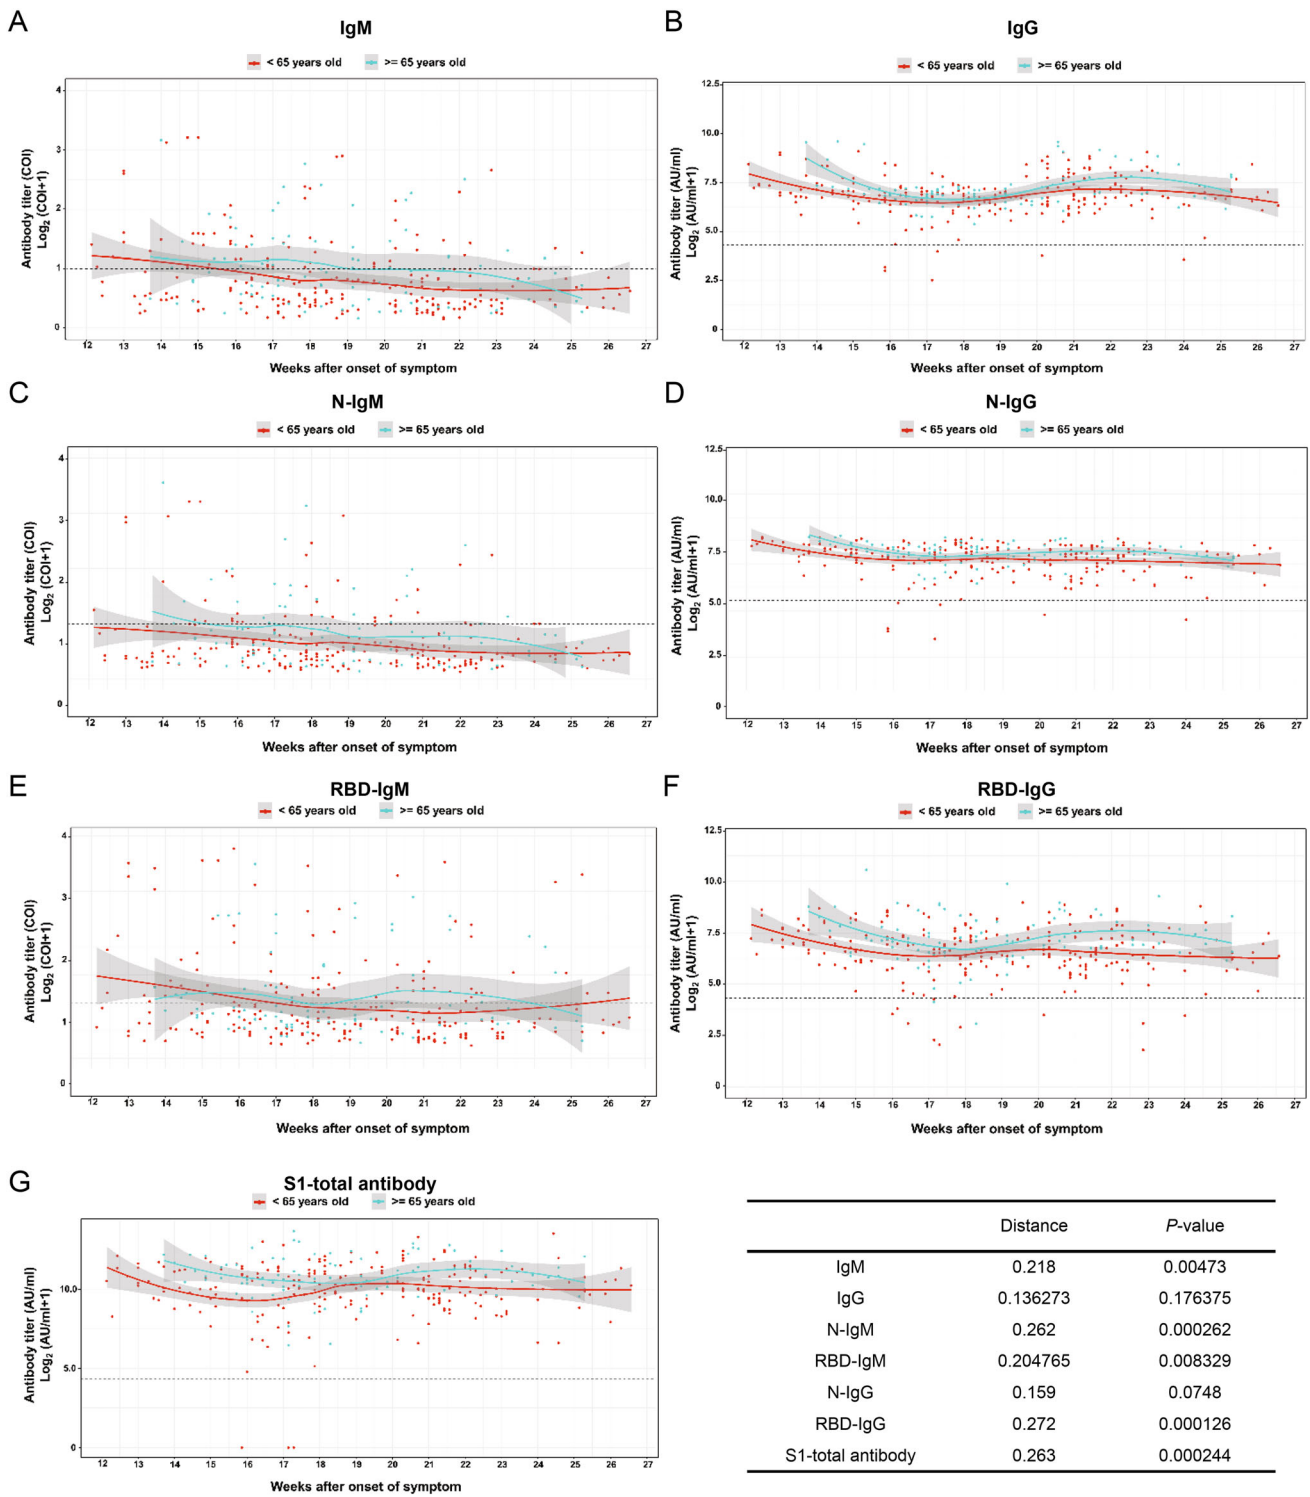 A
IgM
< 65 years old >= 65 years old
Antibody titer (COI)
Log2 (COI+1)
4
3
2
1
0
12 13 14 15 16 17 18 19 20 21 22 23 24 25 26 27
Weeks after onset of symptom
B
IgG
< 65 years old >= 65 years old
Antibody titer (AU/ml)
Log2 (AU/ml+1)
12.5
10.0
7.5
5.0
2.5
0
12 13 14 15 16 17 18 19 20 21 22 23 24 25 26 27
Weeks after onset of symptom
C
N-IgM
< 65 years old >= 65 years old
Antibody titer (COI)
Log2 (COI+1)
4
3
2
1
0
12 13 14 15 16 17 18 19 20 21 22 23 24 25 26 27
Weeks after onset of symptom
D
N-IgG
< 65 years old >= 65 years old
Antibody titer (AU/ml)
Log2 (AU/ml+1)
12.5
10.0
7.5
5.0
2.5
0
12 13 14 15 16 17 18 19 20 21 22 23 24 25 26 27
Weeks after onset of symptom
E
RBD-IgM
< 65 years old >= 65 years old
Antibody titer (COI)
Log2 (COI+1)
4
3
2
1
0
12 13 14 15 16 17 18 19 20 21 22 23 24 25 26 27
Weeks after onset of symptom
F
RBD-IgG
< 65 years old >= 65 years old
Antibody titer (AU/ml)
Log2 (AU/ml+1)
12.5
10.0
7.5
5.0
2.5
0
12 13 14 15 16 17 18 19 20 21 22 23 24 25 26 27
Weeks after onset of symptom
G
S1-total antibody
< 65 years old >= 65 years old
Antibody titer (AU/ml)
Log2 (AU/ml+1)
10.0
5.0
0
12 13 14 15 16 17 18 19 20 21 22 23 24 25 26 27
Weeks after onset of symptom
Distance P-value
IgM 0.218 0.00473
IgG 0.136273 0.176375
N-IgM 0.262 0.000262
RBD-IgM 0.204765 0.008329
N-IgG 0.159 0.0748
RBD-IgG 0.272 0.000126
S1-total antibody 0.263 0.000244